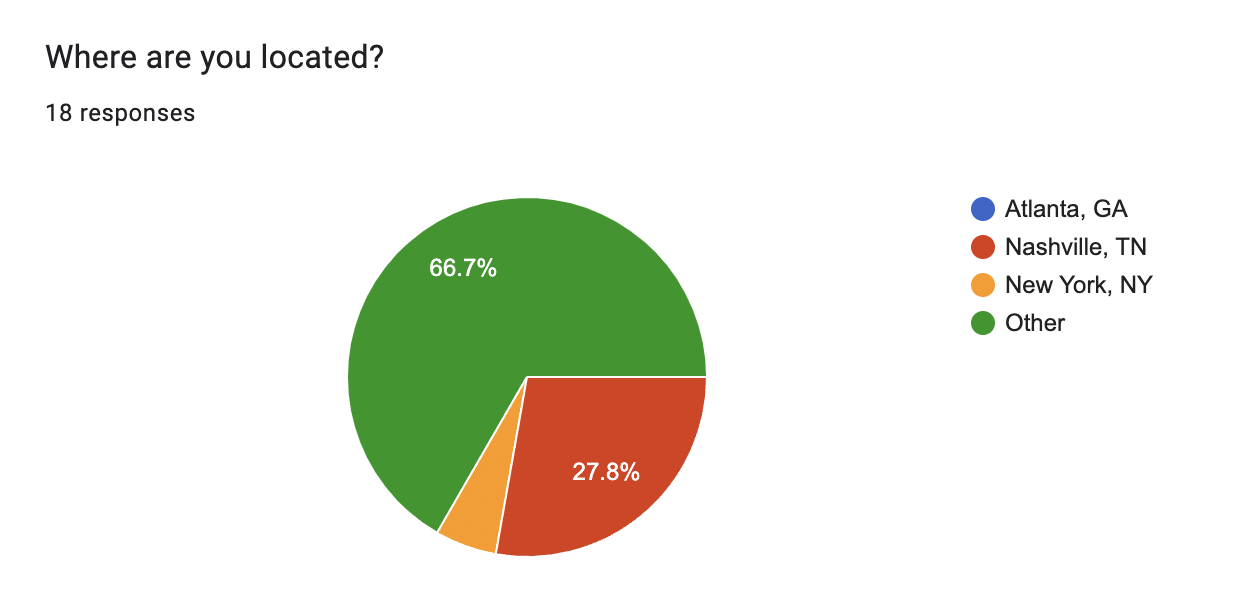 Where are you located?
18 responses
66.7%
27.8%
Atlanta, GA
Nashville, TN
New York, NY
Other